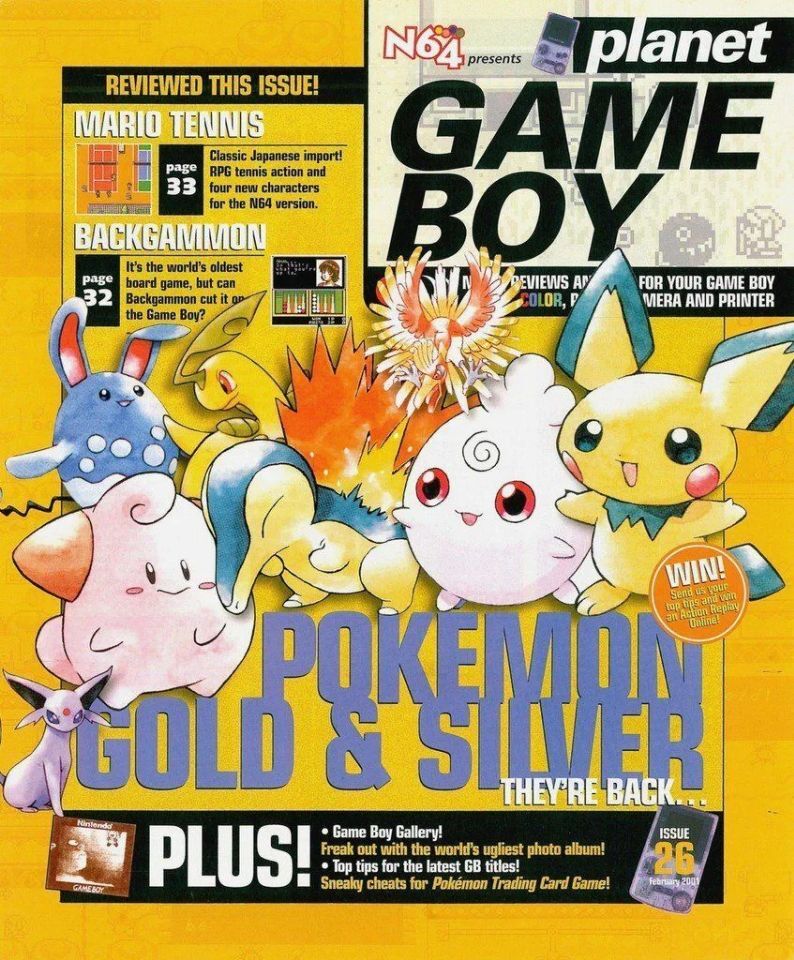 REVIEWED THIS ISSUE!
MARIO TENNIS
page
33
Classic Japanese import!
RPG tennis action and
four new characters
for the N64 version.
BACKGAMMON
page
32
It's the world's oldest
board game, but can
Backgammon cut it on
the Game Boy?
N64 presents
planet
GAME
BOY
REVIEWS AN FOR YOUR GAME BOY
COLOR, MERA AND PRINTER
WIN!
Send us your
top tips and win
an Action Replay
Online!
POKÉMON
GOLD & SILVER
THEY'RE BACK...
Nintendo
GAME BOY
PLUS!
• Game Boy Gallery!
Freak out with the world's ugliest photo album!
• Top tips for the latest GB titles!
Sneaky cheats for Pokémon Trading Card Game!
ISSUE
26
february 2001